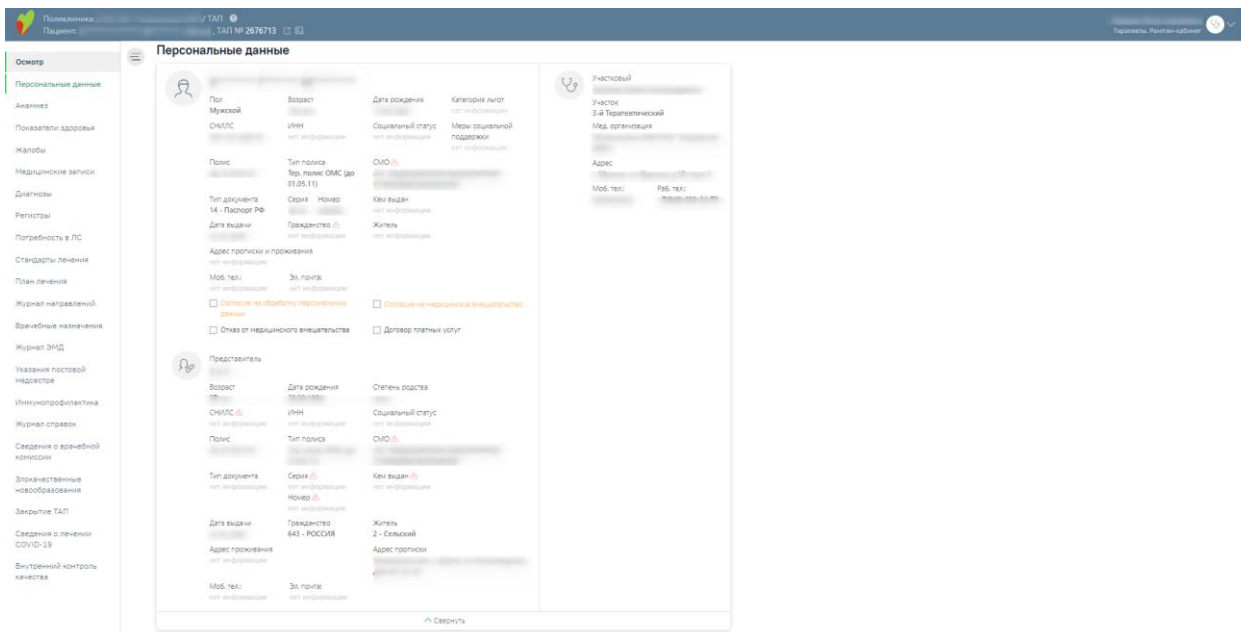 Поликлиника / ТАП
Пациент: , ТАП № 2676713
Терапевты, Рентген-кабинет
Осмотр
Персональные данные
Анамнез
Показатели здоровья
Жалобы
Медицинские записи
Диагнозы
Регистры
Потребность в ЛС
Стандарты лечения
План лечения
Журнал направлений
Врачебные назначения
Журнал ЭМД
Указания постовой
медсестре
Иммунопрофилактика
Журнал справок
Сведения о врачебной
комиссии
Злокачественные
новообразования
Закрытие ТАП
Сведения о лечении
COVID-19
Внутренний контроль
качества
Персональные данные
Пол Возраст Дата рождения Категория льгот
Мужской нет информации
СНИЛС ИНН Социальный статус Меры социальной
нет информации нет информации поддержки
нет информации
Полис Тип полиса СМО
Тер. полис ОМС (до
01.05.11)
Тип документа Серия Номер Кем выдан
14 - Паспорт РФ нет информации
Дата выдачи Гражданство Житель
нет информации нет информации
Адрес прописки и проживания
нет информации
Моб. тел.: Эл. почта:
нет информации нет информации
Согласие на обработку персональных Согласие на медицинское вмешательство
данных
Отказ от медицинского вмешательства Договор платных услуг
Представитель
Возраст Дата рождения Степень родства
СНИЛС ИНН Социальный статус
нет информации нет информации нет информации
Полис Тип полиса СМО
Тип документа Серия Кем выдан
нет информации нет информации нет информации
Номер
нет информации
Дата выдачи Гражданство Житель
643 - РОССИЯ 2 - Сельский
Адрес проживания Адрес прописки
нет информации
Моб. тел.: Эл. почта:
нет информации нет информации
Свернуть
Участковый
Участок
3-й Терапевтический
Мед. организация
Адрес
Моб. тел.: Раб. тел.: